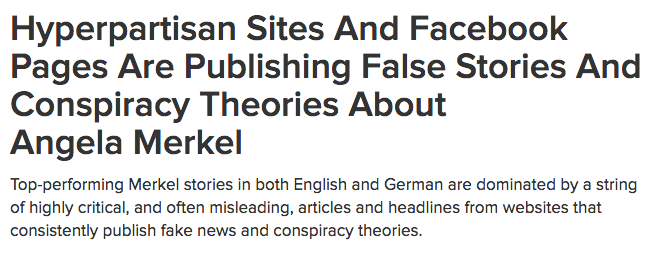 Hyperpartisan Sites And Facebook
Pages Are Publishing False Stories And
Conspiracy Theories About
Angela Merkel
Top-performing Merkel stories in both English and German are dominated by a string
of highly critical, and often misleading, articles and headlines from websites that
consistently publish fake news and conspiracy theories.